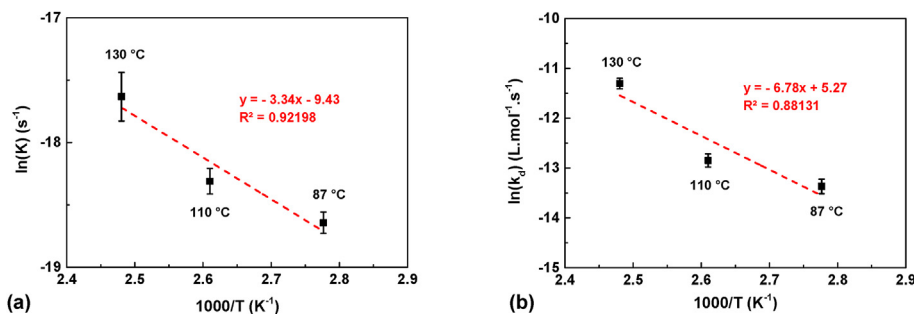 -17
-18
-19
ln(K) (s⁻¹)
130 °C
110 °C
87 °C
y = - 3.34x - 9.43
R² = 0.92198
2.4 2.5 2.6 2.7 2.8 2.9
1000/T (K⁻¹)
(a)
-10
-11
-12
-13
-14
-15
ln(k_d) (L.mol⁻¹.s⁻¹)
130 °C
110 °C
87 °C
y = - 6.78x + 5.27
R² = 0.88131
2.4 2.5 2.6 2.7 2.8 2.9
1000/T (K⁻¹)
(b)